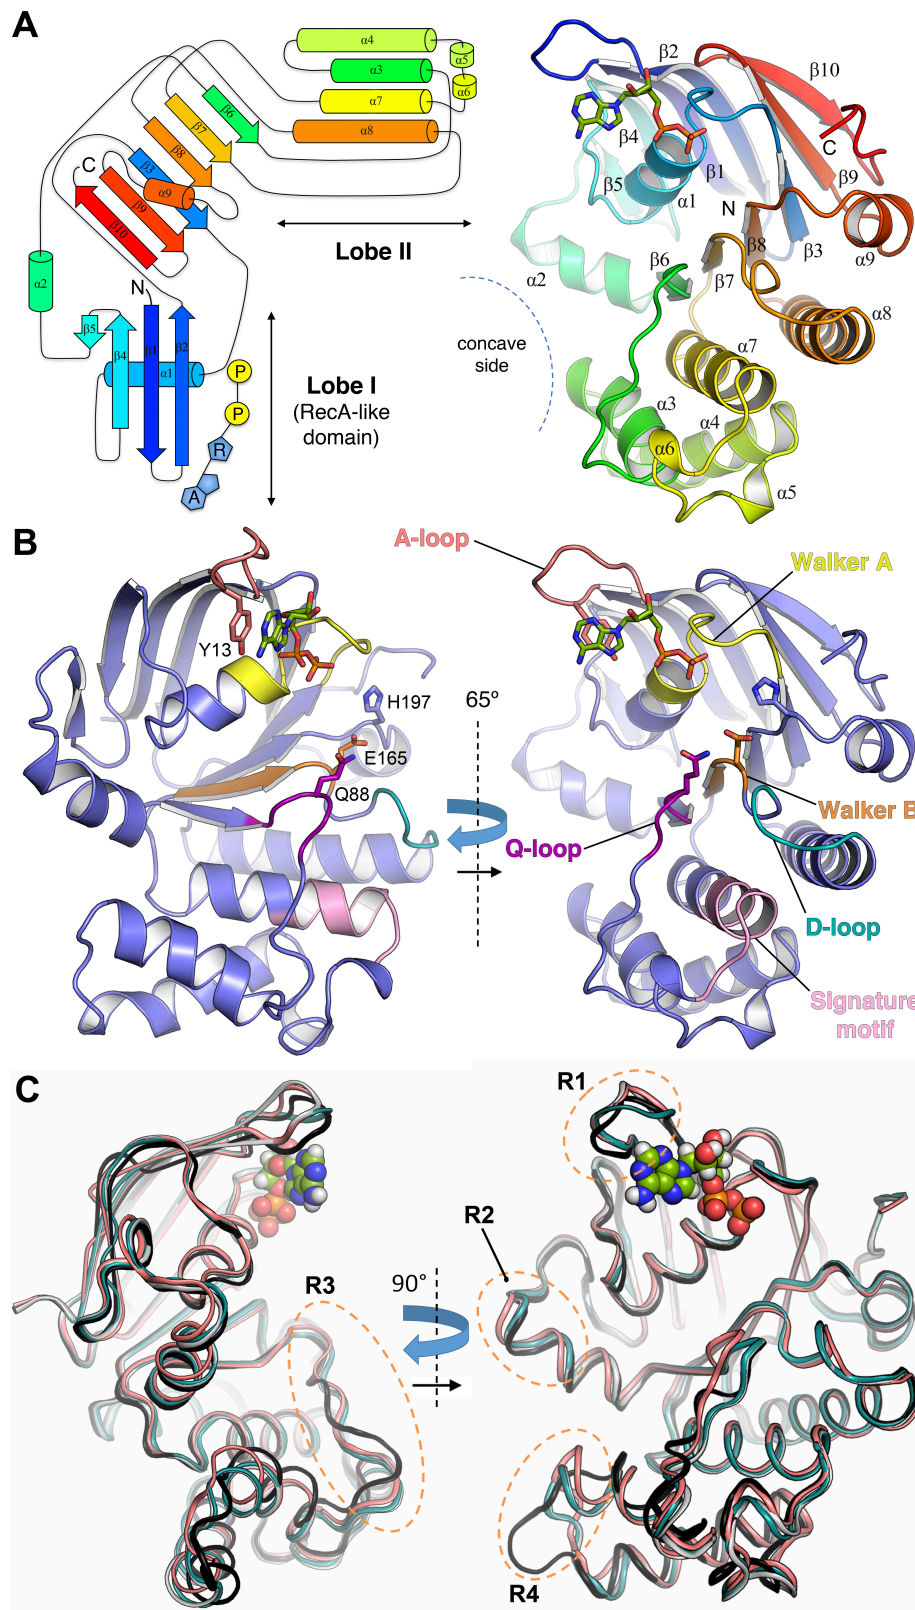 A
α4
α3
α5
α6
α7
α8
β6
β7
β8
β3
α9
β9
β10
C
N
α2
β5
β4
β1
β2
α1
P
P
R
A
Lobe II
Lobe I
(RecA-like
domain)
β2
β10
β4
C
β1
β5
β9
α1
N
β8
β3
α9
α2
β6
β7
α8
concave
side
α7
α3
α4
α6
α5
B
A-loop
Walker A
Y13
H197
65º
E165
Q88
Walker B
Q-loop
D-loop
Signature
motif
C
R1
R2
R3
90°
R4